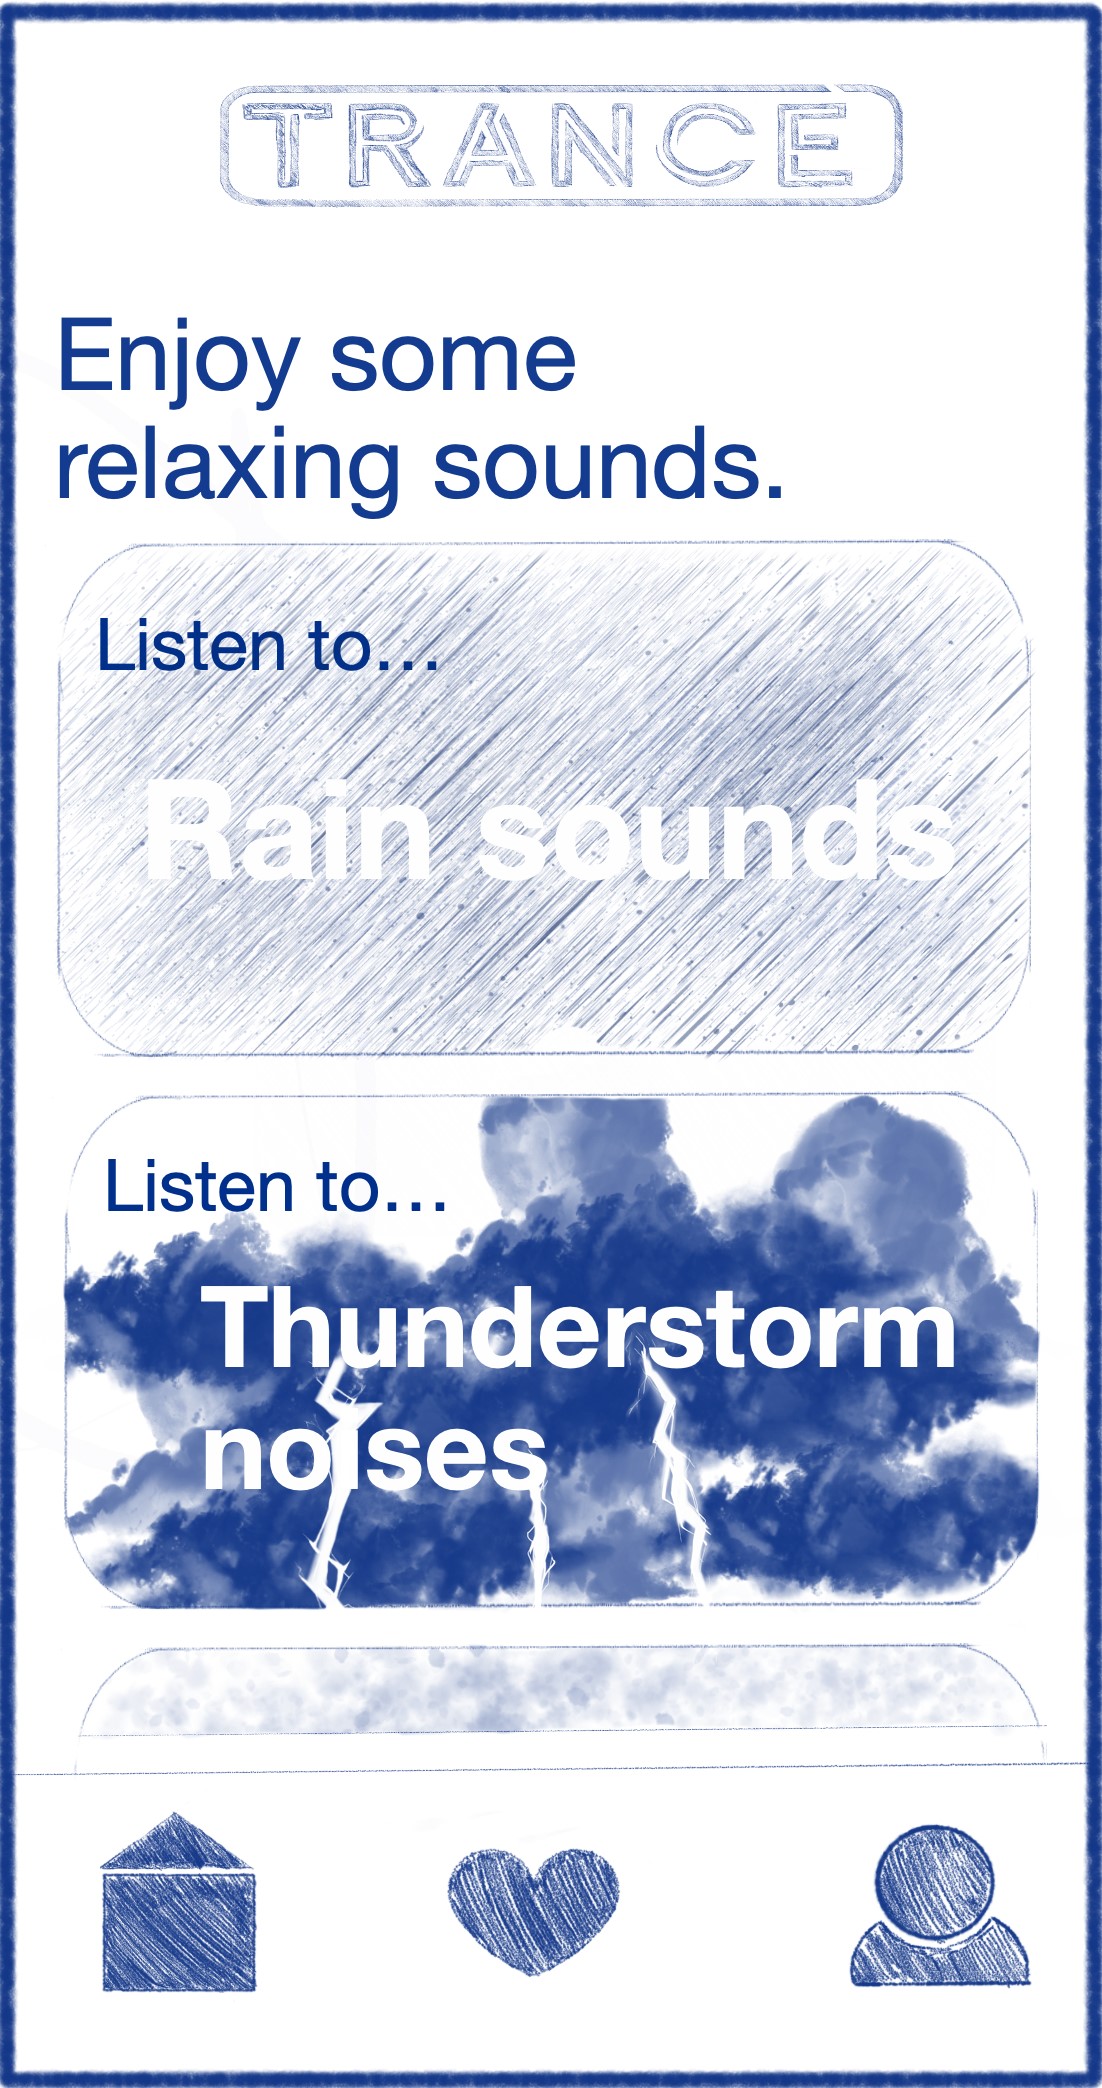 TRANCE
Enjoy some
relaxing sounds.
Listen to...
Rain sounds
Listen to...
Thunderstorm
noises